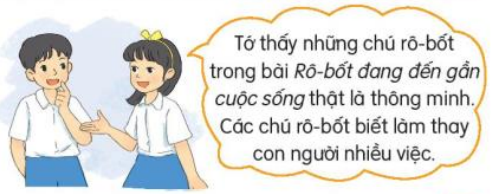 Tớ thấy những chú rô-bốt
trong bài Rô-bốt đang đến gần
cuộc sống thật là thông minh.
Các chú rô-bốt biết làm thay
con người nhiều việc.